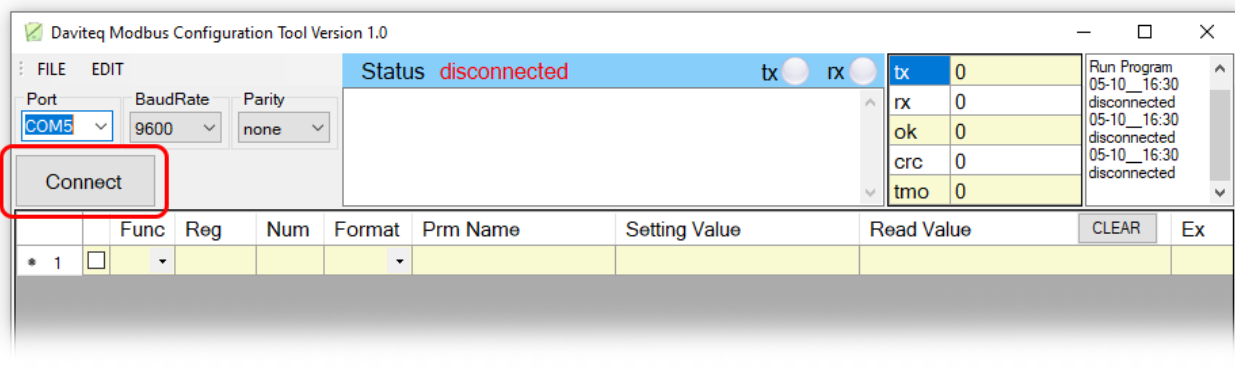 Daviteq Modbus Configuration Tool Version 1.0
FILE EDIT
Status disconnected tx rx
Port BaudRate Parity
COM5 9600 none
Connect
tx 0
rx 0
ok 0
crc 0
tmo 0
Run Program
05-10__16:30
disconnected
05-10__16:30
disconnected
05-10__16:30
disconnected
Func Reg Num Format Prm Name Setting Value Read Value CLEAR Ex
* 1